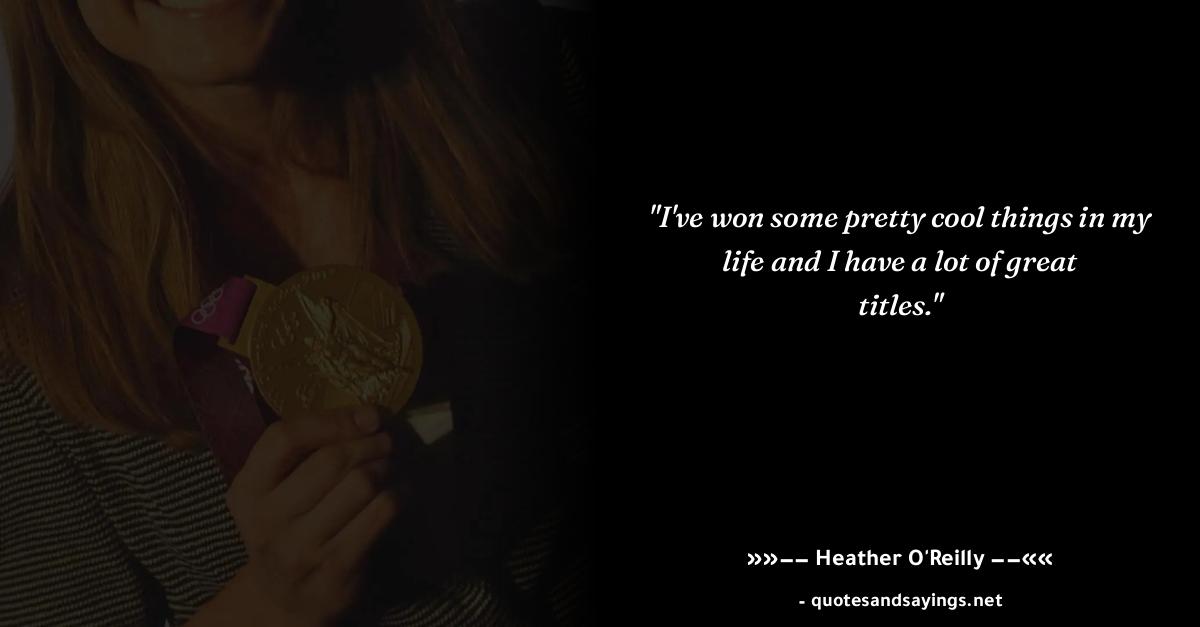 "I've won some pretty cool things in my
life and I have a lot of great
titles."
»»−− Heather O'Reilly −−««
- quotesandsayings.net